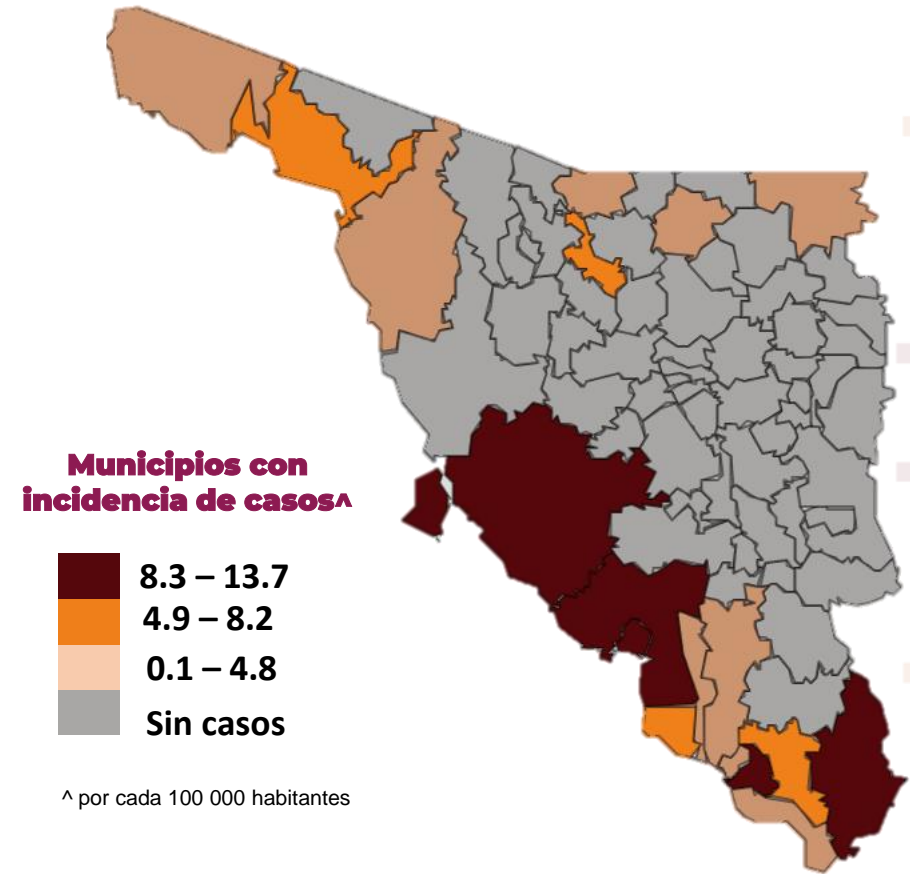 Municipios con
incidencia de casos^
8.3 – 13.7
4.9 – 8.2
0.1 – 4.8
Sin casos
^ por cada 100 000 habitantes